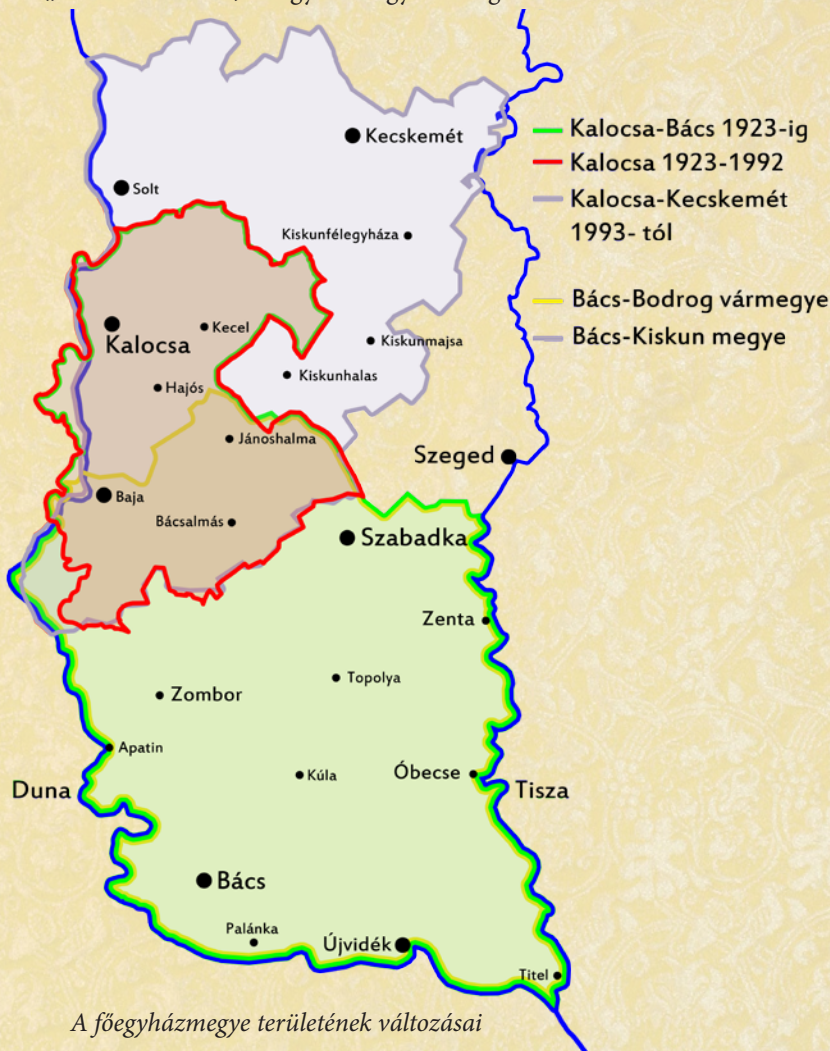 Kecskemét
Kalocsa-Bács 1923-ig
Kalocsa 1923-1992
Kalocsa-Kecskemét
1993- tól
Bács-Bodrog vármegye
Bács-Kiskun megye
Solt
Kiskunfélegyháza
Kalocsa
Kecel
Kiskunmajsa
Kiskunhalas
Hajós
Jánoshalma
Szeged
Baja
Bácsalmás
Szabadka
Zenta
Topolya
Zombor
Apatin
Kúla
Óbecse
Duna
Tisza
Bács
Palánka
Újvidék
Titel
A főegyházmegye területének változásai